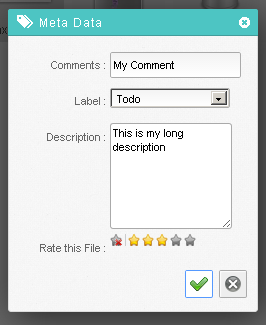 Meta Data
Comments : My Comment
Label : Todo
Description : This is my long
description
Rate this File :